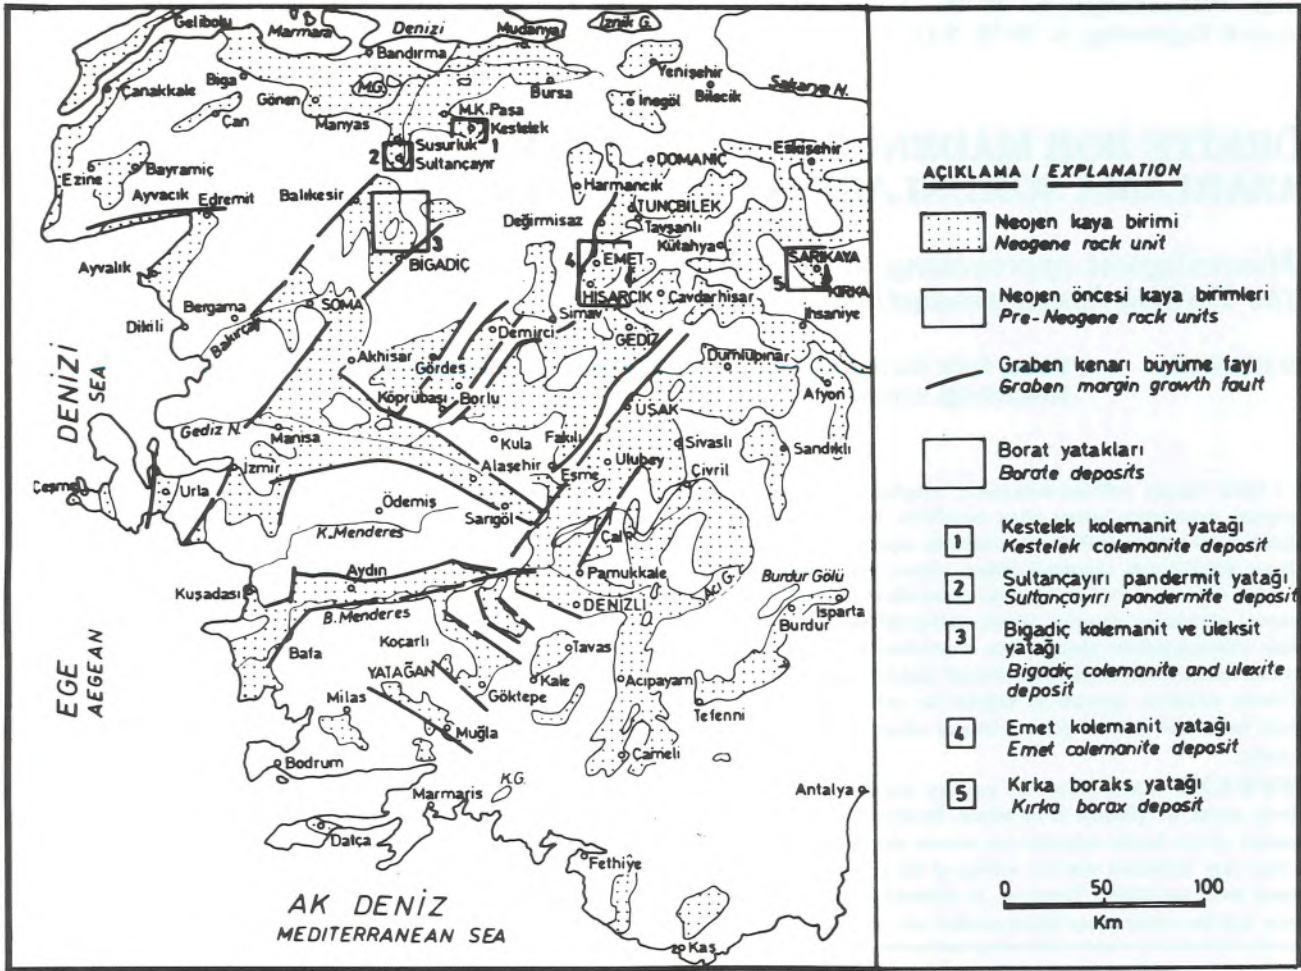 Gelibolu
Marmara
Denizi
Mudanya
İznik G.
Bandırma
Biga
M.G.
Yenişehir
Çanakkale
Gönen
Bursa
Bilecik
Sakarya N.
Çan
Manyas
M.K. Paşa
İnegöl
Kestelek
1
Susurluk
2
Sultançayır
DOMANİÇ
Eskişehir
Ezine
Bayramiç
Harmancık
Ayvacık
Edremit
Balıkesir
TUNÇBİLEK
Değirmisaz
Tavşanlı
Kütahya
3
BİGADİÇ
4
EMET
SARIKAYA
5
KIRKA
Ayvalık
Bergama
SOMA
HİSARCIK
Çavdarhisar
Dikili
Bakırçay
Simav
İhsaniye
Demirci
GEDİZ
Akhisar
Gördes
Dumlupınar
Köprübaşı
Borlu
UŞAK
Afyon
Gediz N.
Manisa
Kula
Fakılı
Sivaslı
Sandıklı
Alaşehir
Ulubey
Eşme
Çivril
Çeşme
Urla
İzmir
Ödemiş
Sarıgöl
K.Menderes
Çal
Aydın
Pamukkale
Acı G.
Burdur Gölü
Kuşadası
DENİZLİ
Isparta
B.Menderes
Burdur
Koçarlı
Bafa
Tavas
YATAĞAN
Kale
Acıpayam
Milas
Göktepe
Tefenni
Muğla
Bodrum
Çameli
K.G.
Marmaris
Antalya
Datça
Fethiye
Kaş
EGE DENİZİ
AEGEAN SEA
AK DENİZ
MEDITERRANEAN SEA
AÇIKLAMA / EXPLANATION
Neojen kaya birimi
Neogene rock unit
Neojen öncesi kaya birimleri
Pre-Neogene rock units
Graben kenarı büyüme fayı
Graben margin growth fault
Borat yatakları
Borate deposits
1 Kestelek kolemanit yatağı
Kestelek colemanite deposit
2 Sultançayırı pandermit yatağı
Sultançayırı pandermite deposit
3 Bigadiç kolemanit ve üleksit
yatağı
Bigadiç colemanite and ulexite
deposit
4 Emet kolemanit yatağı
Emet colemanite deposit
5 Kırka boraks yatağı
Kırka borax deposit
0 50 100
Km